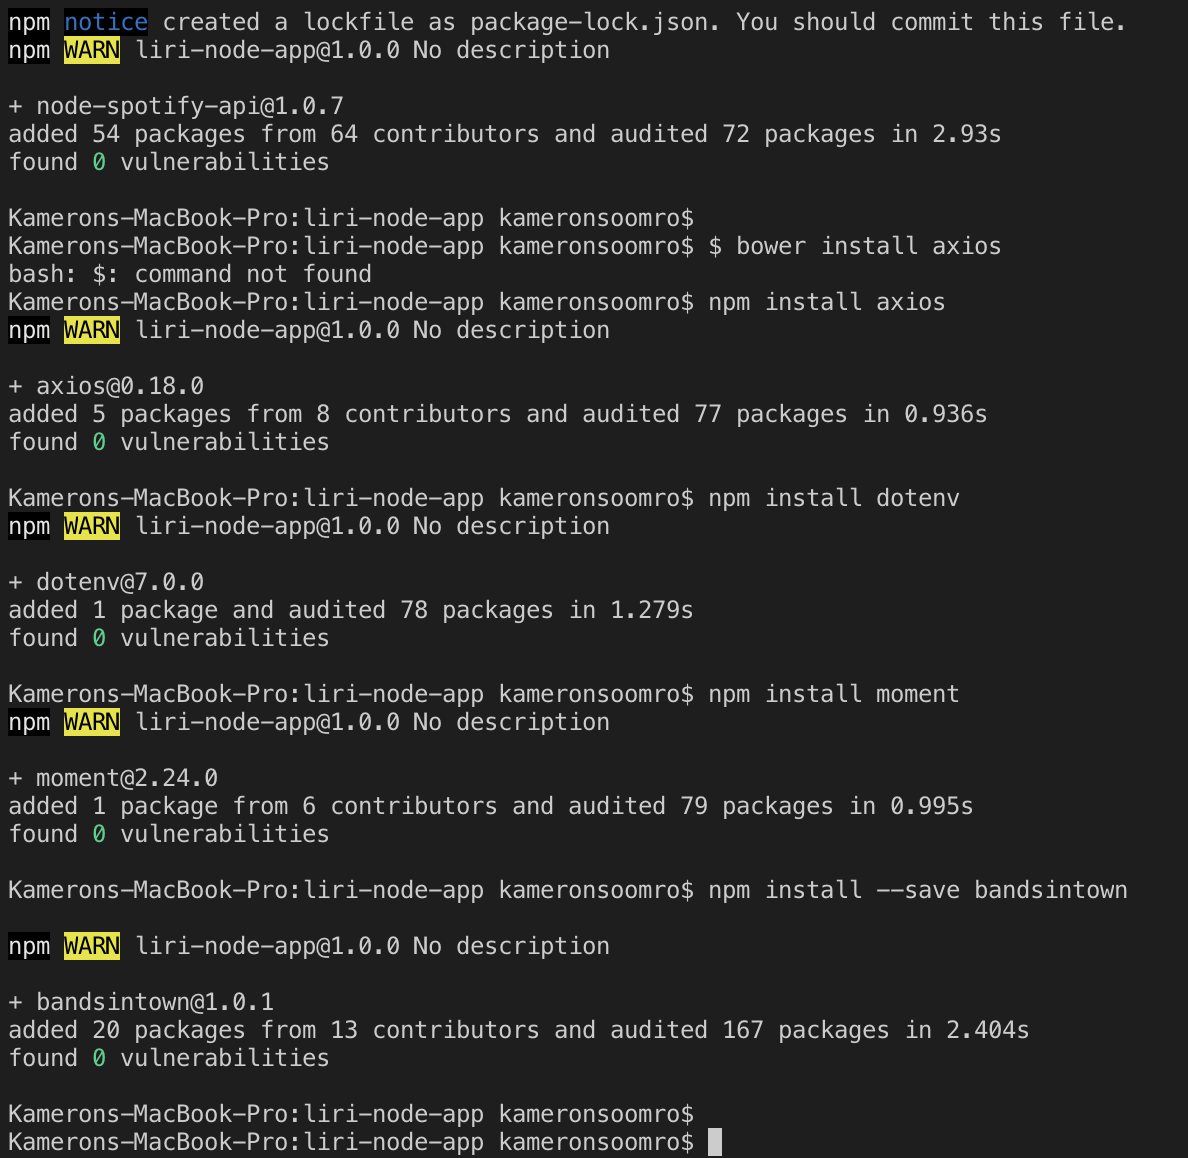 npm notice created a lockfile as package-lock.json. You should commit this file.
npm WARN liri-node-app@1.0.0 No description
+ node-spotify-api@1.0.7
added 54 packages from 64 contributors and audited 72 packages in 2.93s
found 0 vulnerabilities
Kamerons-MacBook-Pro:liri-node-app kameronsoomro$
Kamerons-MacBook-Pro:liri-node-app kameronsoomro$ $ bower install axios
bash: $: command not found
Kamerons-MacBook-Pro:liri-node-app kameronsoomro$ npm install axios
npm WARN liri-node-app@1.0.0 No description
+ axios@0.18.0
added 5 packages from 8 contributors and audited 77 packages in 0.936s
found 0 vulnerabilities
Kamerons-MacBook-Pro:liri-node-app kameronsoomro$ npm install dotenv
npm WARN liri-node-app@1.0.0 No description
+ dotenv@7.0.0
added 1 package and audited 78 packages in 1.279s
found 0 vulnerabilities
Kamerons-MacBook-Pro:liri-node-app kameronsoomro$ npm install moment
npm WARN liri-node-app@1.0.0 No description
+ moment@2.24.0
added 1 package from 6 contributors and audited 79 packages in 0.995s
found 0 vulnerabilities
Kamerons-MacBook-Pro:liri-node-app kameronsoomro$ npm install --save bandsintown
npm WARN liri-node-app@1.0.0 No description
+ bandsintown@1.0.1
added 20 packages from 13 contributors and audited 167 packages in 2.404s
found 0 vulnerabilities
Kamerons-MacBook-Pro:liri-node-app kameronsoomro$
Kamerons-MacBook-Pro:liri-node-app kameronsoomro$